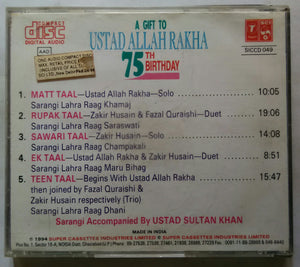 COMPACT
disc
DIGITAL AUDIO
AAD
A GIFT TO
USTAD ALLAH RAKHA
75TH
BIRTHDAY
SICCD 049
1 MATT TAAL—Ustad Allah Rakha—Solo 10:05
Sarangi Lahra Raag Khamaj
2 RUPAK TAAL—Zakir Husain & Fazal Quraishi—Duet 19:06
Sarangi Lahra Raag Saraswati
3 SAWARI TAAL—Zakir Husain—Solo 14:08
Sarangi Lahra Raag Champakali
4 EK TAAL—Ustad Allah Rakha & Zakir Husain—Duet 8:51
Sarangi Lahra Raag Maru Bihag
5 TEEN TAAL—Begins With Ustad Allah Rakha 15:47
then joined by Fazal Quraishi &
Zakir Husain respectively (Trio)
Sarangi Lahra Raag Dhani
Sarangi Accompanied By USTAD SULTAN KHAN
MADE IN INDIA
℗ 1994 SUPER CASSETTES INDUSTRIES LIMITED © SUPER CASSETTES INDUSTRIES LIMITED